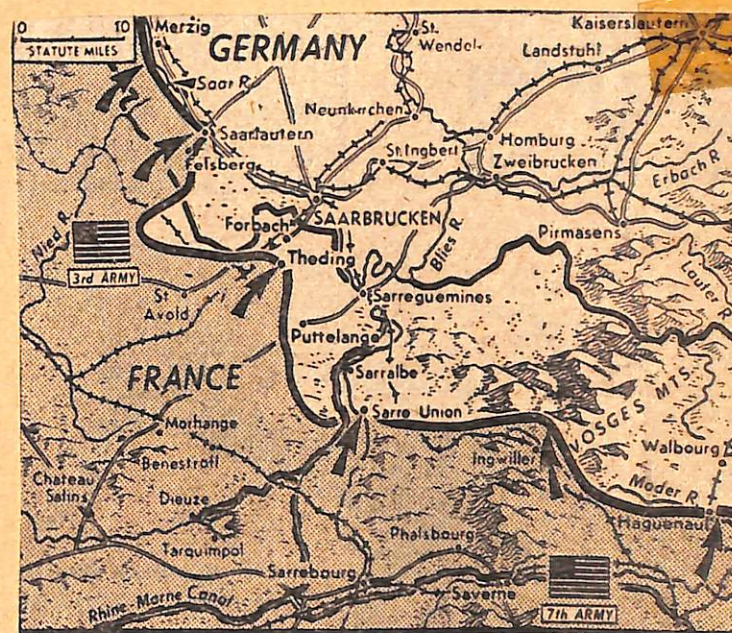 0 10
STATUTE MILES
Merzig
GERMANY
St.
Wendel
Kaiserslautern
Landstuhl
Saar R.
Neunkirchen
Saarlautern
Felsberg
St Ingbert
Homburg
Zweibrucken
Erbach R
Nied R.
Forbach
SAARBRUCKEN
Blies R.
Pirmasens
3rd ARMY
Theding
St
Avold
Sarreguemines
Lauter R
Puttelange
FRANCE
Sarralbe
VOSGES MTS.
Morhange
Sarre Union
Benestroff
Ingwiller
Walbourg
Chateau
Salins
Dieuze
Moder R.
Haguenau
Tarquimpol
Phalsbourg
Sarrebourg
Saverne
Rhine-Marne Canal
7th ARMY